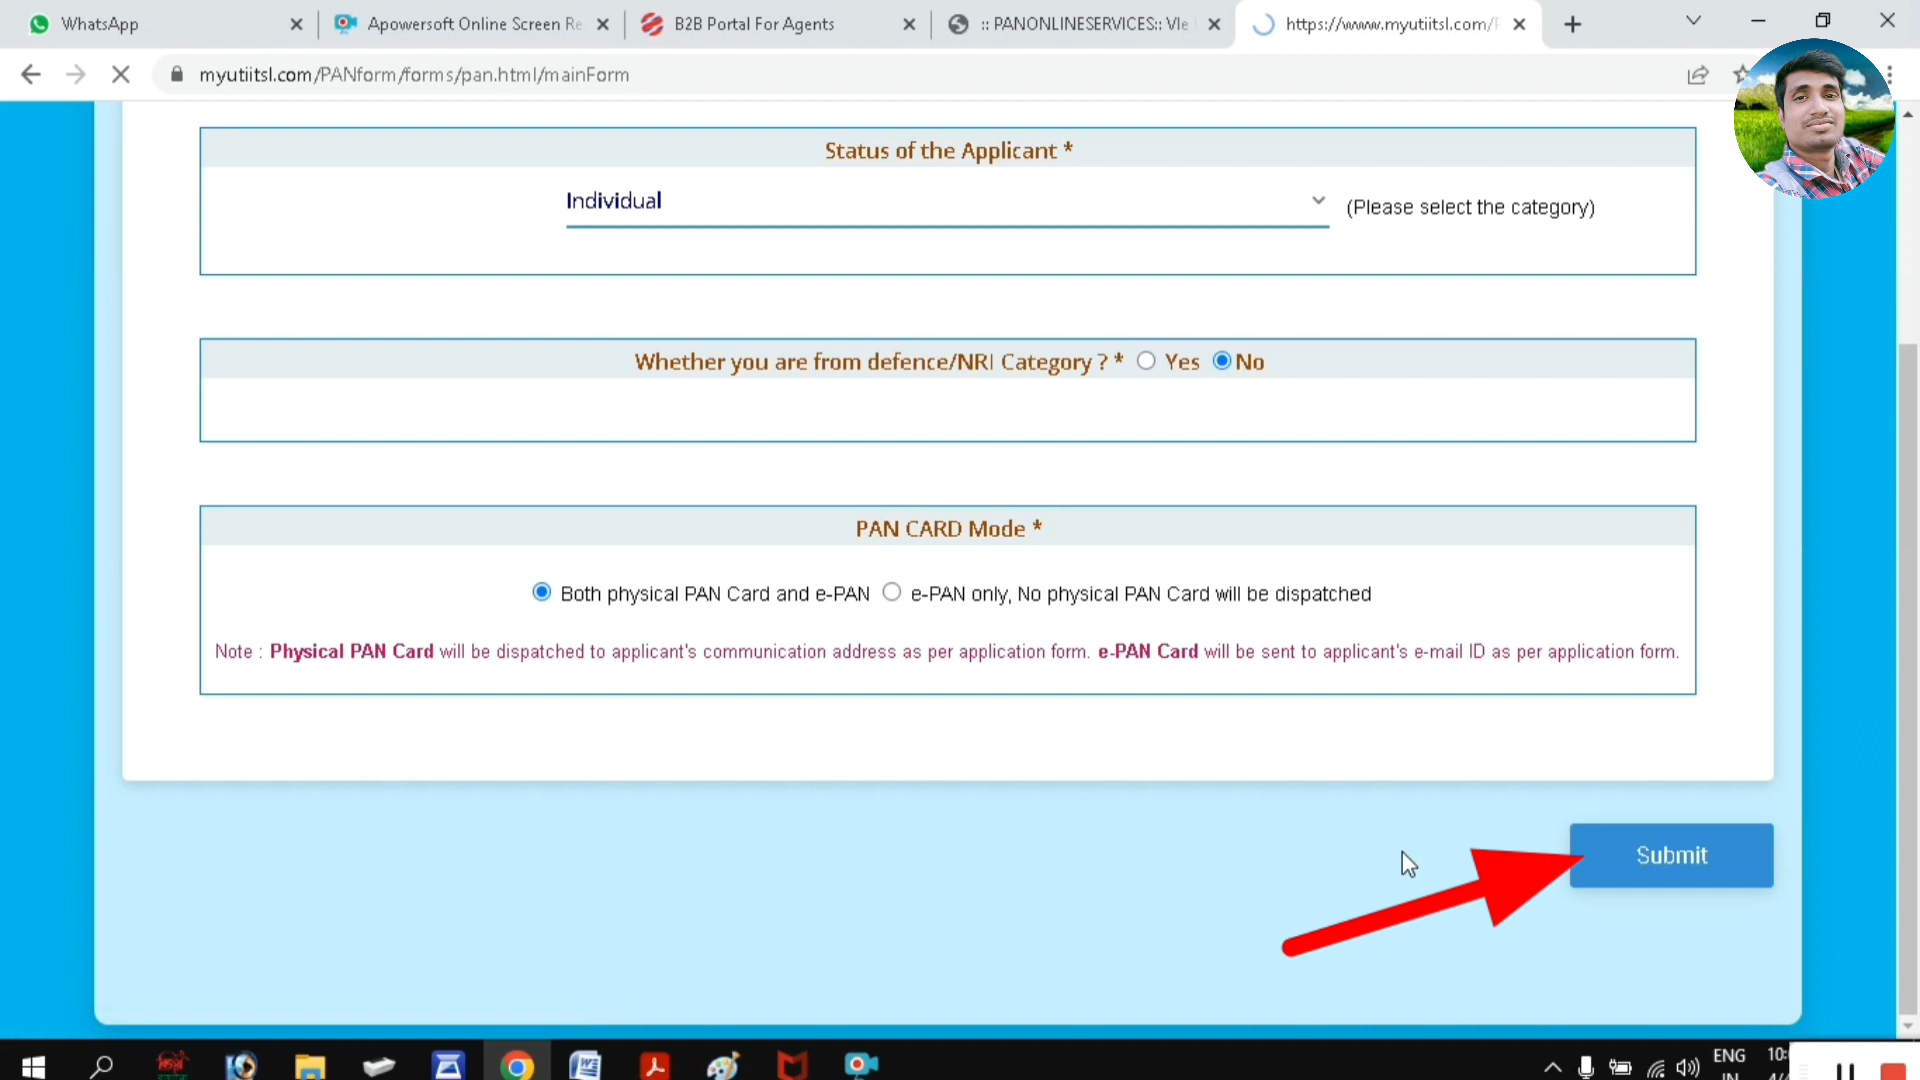 WhatsApp
Apowersoft Online Screen Re
B2B Portal For Agents
:: PANONLINESERVICES:: Vle
https://www.myutiitsl.com/
myutiitsl.com/PANform/forms/pan.html/mainForm
Status of the Applicant *
Individual
(Please select the category)
Whether you are from defence/NRI Category ? * Yes No
PAN CARD Mode *
Both physical PAN Card and e-PAN e-PAN only, No physical PAN Card will be dispatched
Note : Physical PAN Card will be dispatched to applicant's communication address as per application form. e-PAN Card will be sent to applicant's e-mail ID as per application form.
Submit
ENG
IN
10: